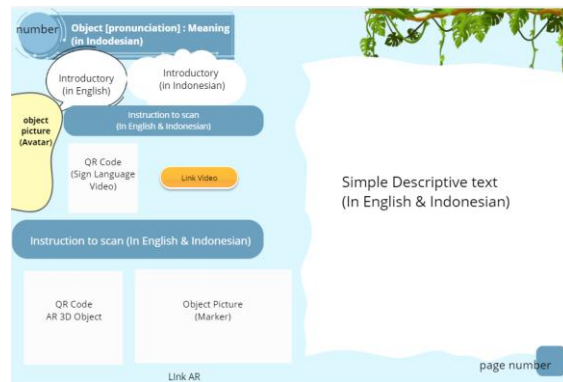 number
Object [pronunciation] : Meaning
(in Indodesian)
Introductory
(in English)
Introductory
(in Indonesian)
object
picture
(Avatar)
Instruction to scan
(In English & Indonesian)
QR Code
(Sign Language
Video)
Link Video
Instruction to scan (In English & Indonesian)
QR Code
AR 3D Object
Object Picture
(Marker)
LInk AR
Simple Descriptive text
(In English & Indonesian)
page number